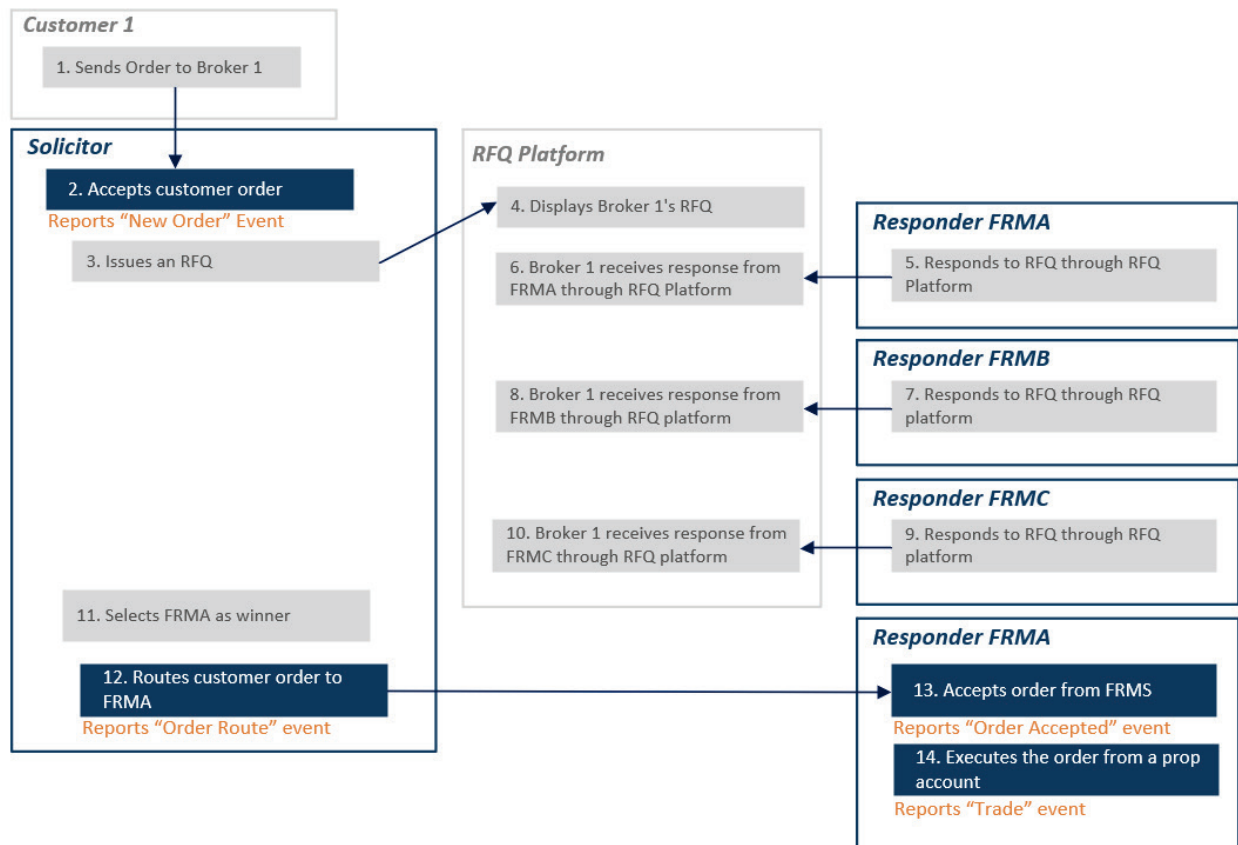 Customer 1
1. Sends Order to Broker 1
Solicitor
2. Accepts customer order
Reports “New Order” Event
3. Issues an RFQ
RFQ Platform
4. Displays Broker 1's RFQ
Responder FRMA
5. Responds to RFQ through RFQ
Platform
6. Broker 1 receives response from
FRMA through RFQ Platform
Responder FRMB
7. Responds to RFQ through RFQ
platform
8. Broker 1 receives response from
FRMB through RFQ platform
Responder FRMC
9. Responds to RFQ through RFQ
platform
10. Broker 1 receives response from
FRMC through RFQ platform
11. Selects FRMA as winner
12. Routes customer order to
FRMA
Reports “Order Route” event
Responder FRMA
13. Accepts order from FRMS
Reports “Order Accepted” event
14. Executes the order from a prop
account
Reports “Trade” event